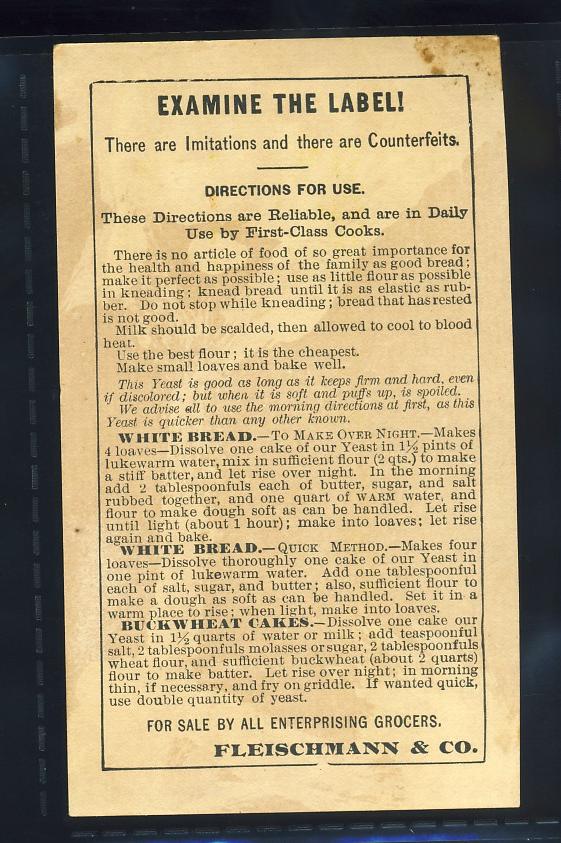 EXAMINE THE LABEL!
There are Imitations and there are Counterfeits.
DIRECTIONS FOR USE.
These Directions are Reliable, and are in Daily
Use by First-Class Cooks.
There is no article of food of so great importance for
the health and happiness of the family as good bread;
make it perfect as possible; use as little flour as possible
in kneading; knead bread until it is as elastic as rub-
ber. Do not stop while kneading; bread that has rested
is not good.
Milk should be scalded, then allowed to cool to blood
heat.
Use the best flour; it is the cheapest.
Make small loaves and bake well.
This Yeast is good as long as it keeps firm and hard, even
if discolored; but when it is soft and puffs up, is spoiled.
We advise all to use the morning directions at first, as this
Yeast is quicker than any other known.
WHITE BREAD.—TO MAKE OVER NIGHT.—Makes
4 loaves—Dissolve one cake of our Yeast in 1½ pints of
lukewarm water, mix in sufficient flour (2 qts.) to make
a stiff batter, and let rise over night. In the morning
add 2 tablespoonfuls each of butter, sugar, and salt
rubbed together, and one quart of WARM water, and
flour to make dough soft as can be handled. Let rise
until light (about 1 hour); make into loaves; let rise
again and bake.
WHITE BREAD.—QUICK METHOD.—Makes four
loaves—Dissolve thoroughly one cake of our Yeast in
one pint of lukewarm water. Add one tablespoonful
each of salt, sugar, and butter; also, sufficient flour to
make a dough as soft as can be handled. Set it in a
warm place to rise; when light, make into loaves.
BUCKWHEAT CAKES.—Dissolve one cake our
Yeast in 1½ quarts of water or milk; add teaspoonful
salt, 2 tablespoonfuls molasses or sugar, 2 tablespoonfuls
wheat flour, and sufficient buckwheat (about 2 quarts)
flour to make batter. Let rise over night; in morning
thin, if necessary, and fry on griddle. If wanted quick,
use double quantity of yeast.
FOR SALE BY ALL ENTERPRISING GROCERS.
FLEISCHMANN & CO.